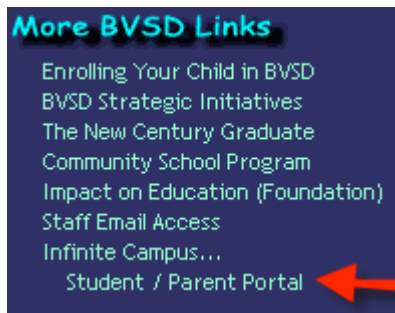 More BVSD Links
Enrolling Your Child in BVSD
BVSD Strategic Initiatives
The New Century Graduate
Community School Program
Impact on Education (Foundation)
Staff Email Access
Infinite Campus...
Student / Parent Portal